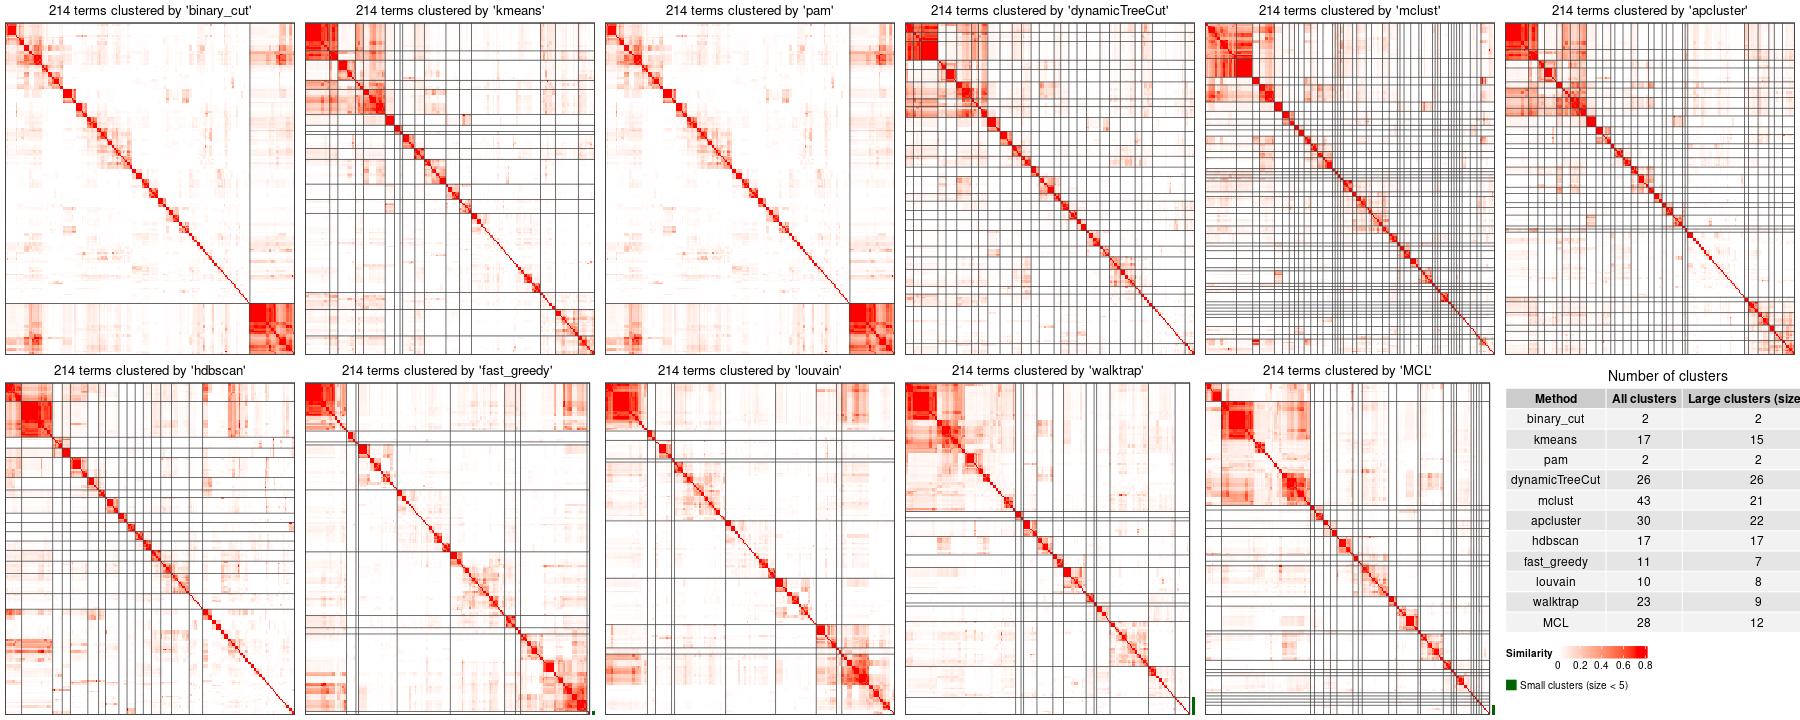 214 terms clustered by 'binary_cut'
214 terms clustered by 'kmeans'
214 terms clustered by 'pam'
214 terms clustered by 'dynamicTreeCut'
214 terms clustered by 'mclust'
214 terms clustered by 'apcluster'
214 terms clustered by 'hdbscan'
214 terms clustered by 'fast_greedy'
214 terms clustered by 'louvain'
214 terms clustered by 'walktrap'
214 terms clustered by 'MCL'
Number of clusters
Method All clusters Large clusters (size
binary_cut 2 2
kmeans 17 15
pam 2 2
dynamicTreeCut 26 26
mclust 43 21
apcluster 30 22
hdbscan 17 17
fast_greedy 11 7
louvain 10 8
walktrap 23 9
MCL 28 12
Similarity
0 0.2 0.4 0.6 0.8
Small clusters (size < 5)